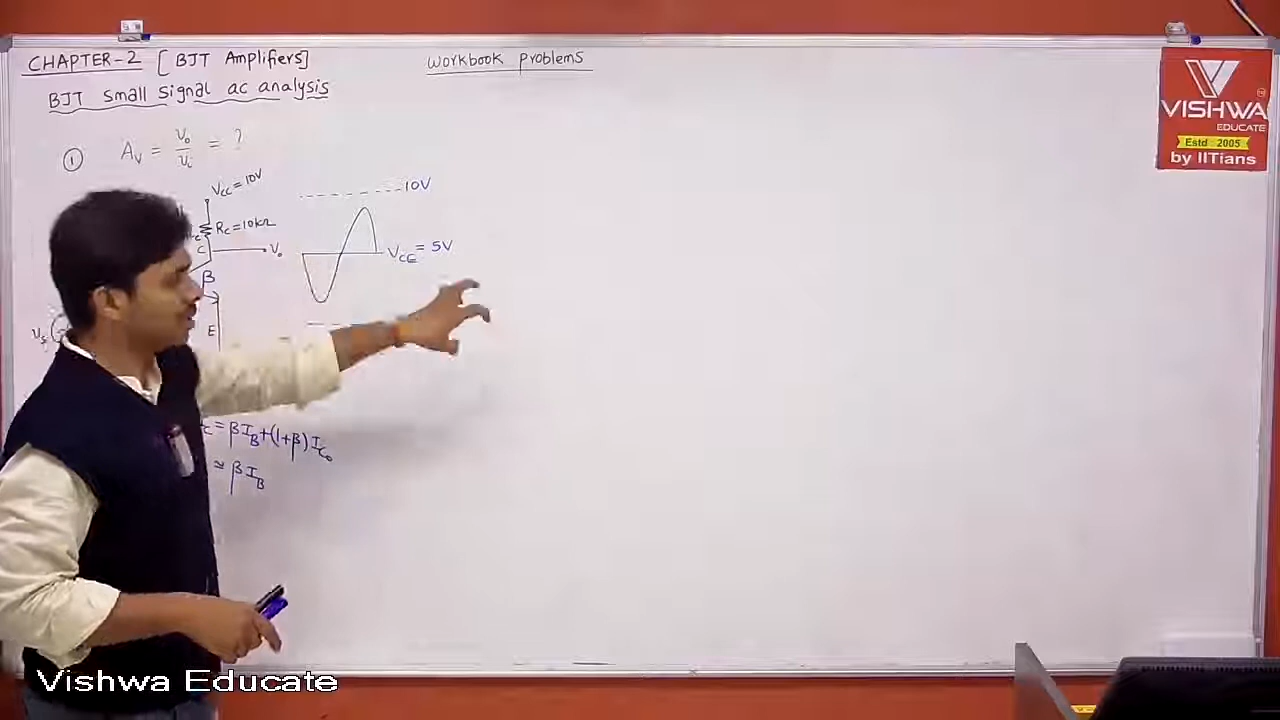 CHAPTER-2 [BJT Amplifiers]
BJT small signal ac analysis
workbook problems
① Av = Vo/Vi = ?
VCC = 10V
RC = 10kΩ
C
Vo
β
E
Vs
10V
VCE = 5V
= βIB+(1+β)ICo
≅ βIB
VISHWA
EDUCATE
Estd 2005
by IITians
Vishwa Educate